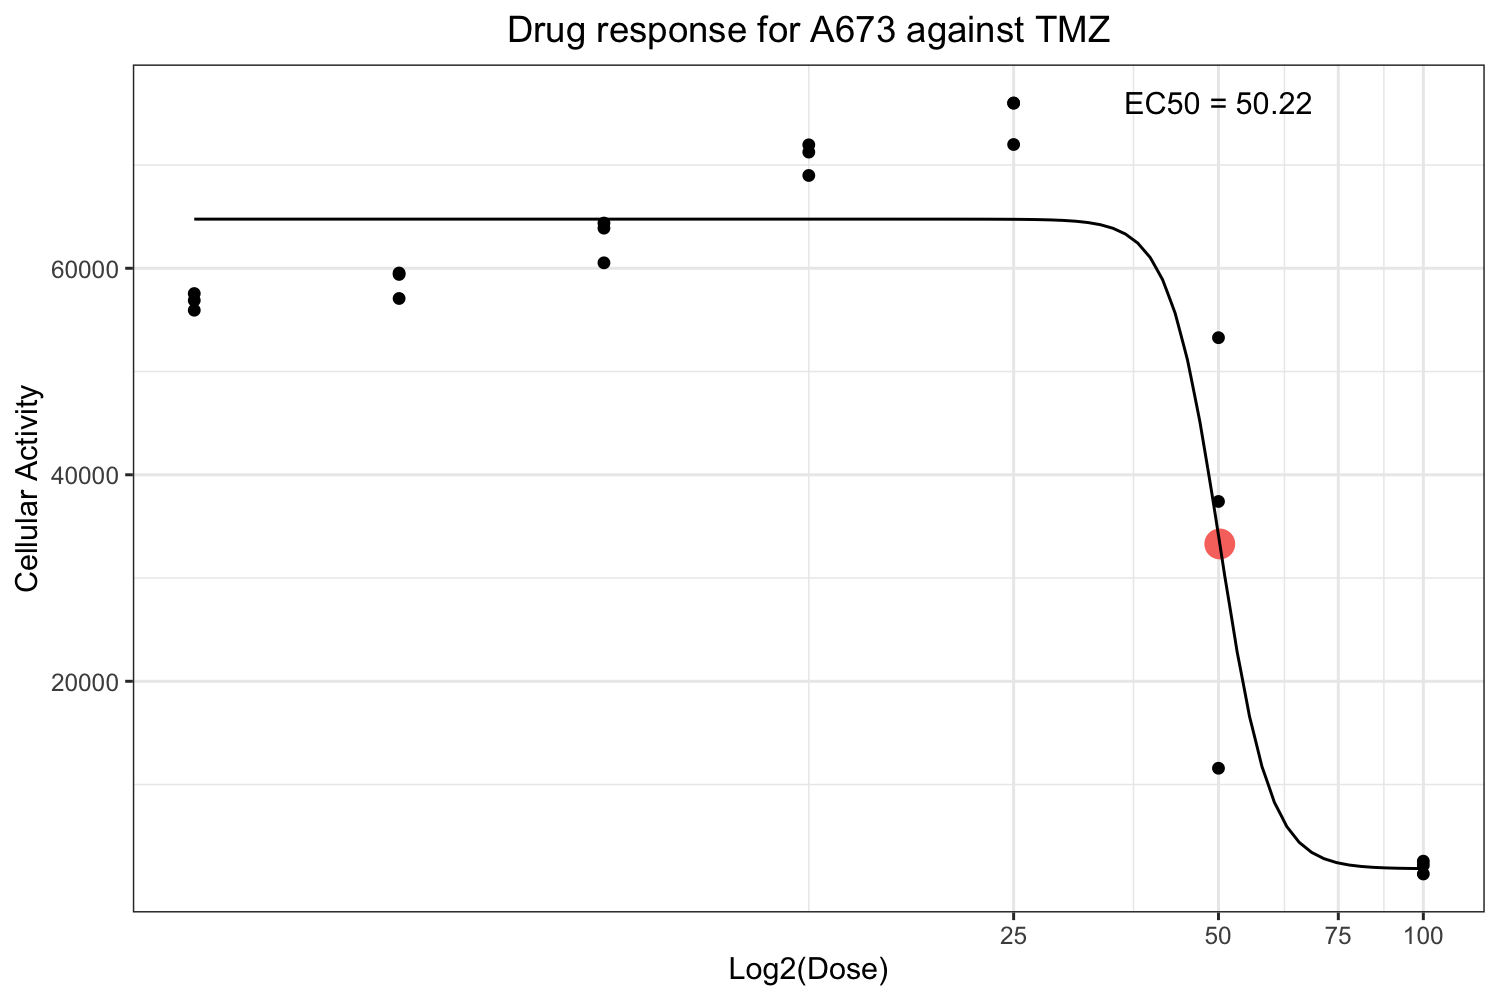 Drug response for A673 against TMZ
EC50 = 50.22
60000
40000
20000
Cellular Activity
25 50 75 100
Log2(Dose)